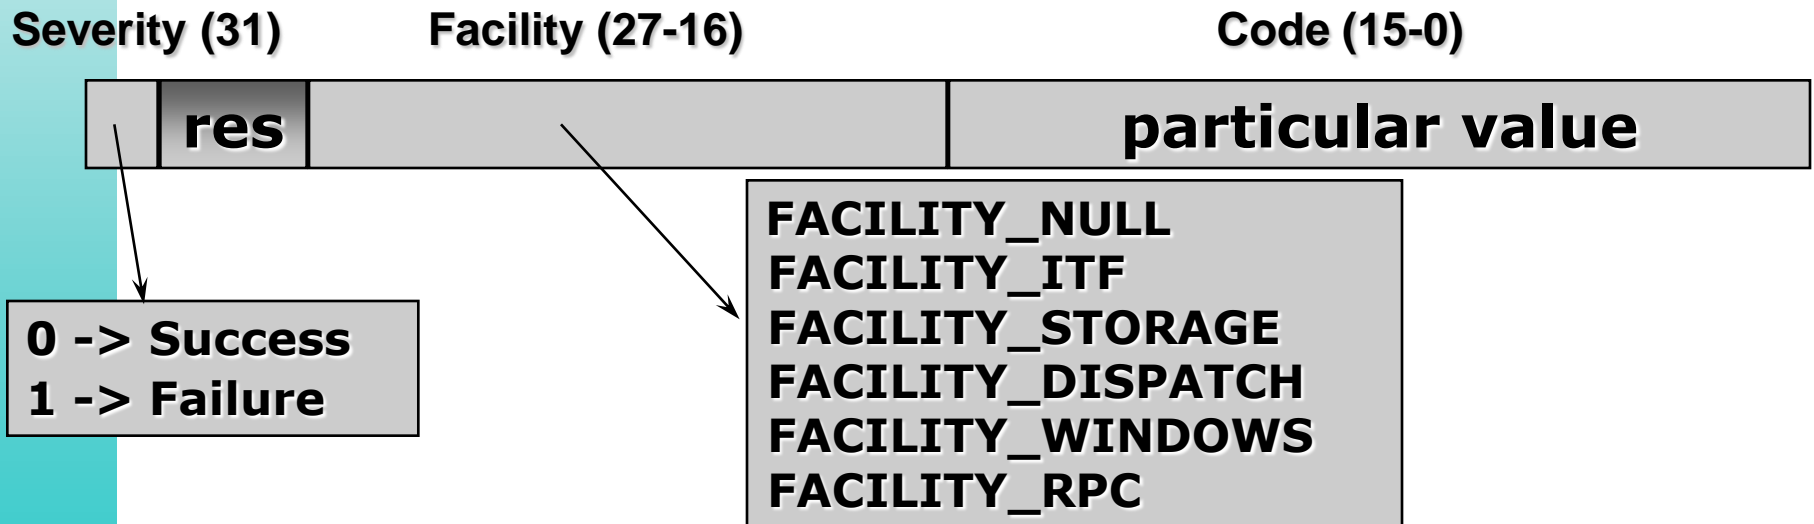 Severity (31) Facility (27-16) Code (15-0)
res particular value
FACILITY_NULL
FACILITY_ITF
FACILITY_STORAGE
FACILITY_DISPATCH
FACILITY_WINDOWS
FACILITY_RPC
0 -> Success
1 -> Failure